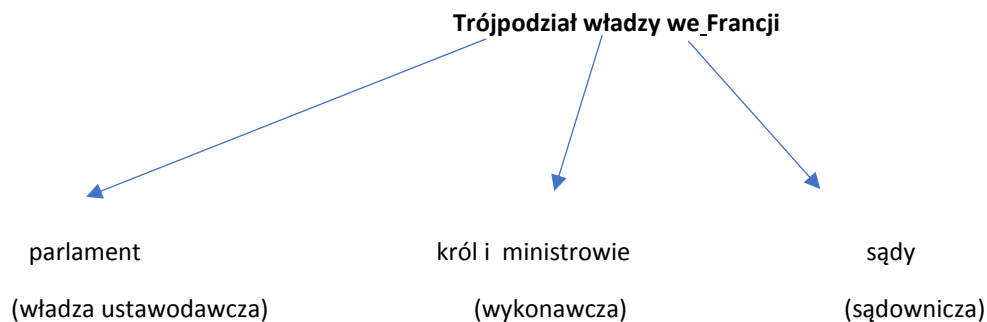 Trójpodział władzy we Francji
parlament król i ministrowie sądy
(władza ustawodawcza) (wykonawcza) (sądownicza)